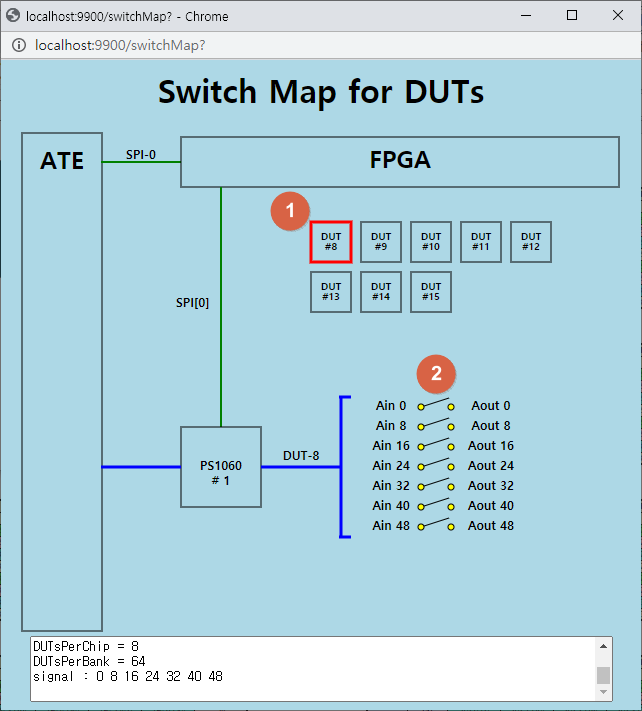 localhost:9900/switchMap? - Chrome
localhost:9900/switchMap?
Switch Map for DUTs
ATE
SPI-0
FPGA
1
DUT #8
DUT #9
DUT #10
DUT #11
DUT #12
DUT #13
DUT #14
DUT #15
SPI[0]
2
Ain 0 Aout 0
Ain 8 Aout 8
Ain 16 Aout 16
Ain 24 Aout 24
Ain 32 Aout 32
Ain 40 Aout 40
Ain 48 Aout 48
DUT-8
PS1060
# 1
DUTsPerChip = 8
DUTsPerBank = 64
signal : 0 8 16 24 32 40 48